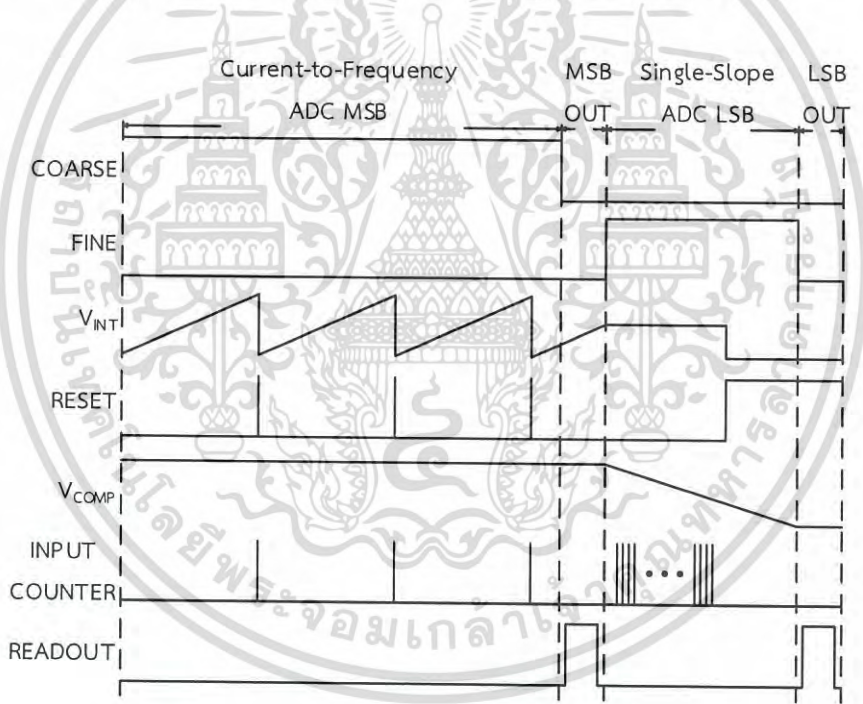 Current-to-Frequency
ADC MSB
MSB
OUT
Single-Slope
ADC LSB
LSB
OUT
COARSE
FINE
VINT
RESET
VCOMP
INPUT
COUNTER
READOUT